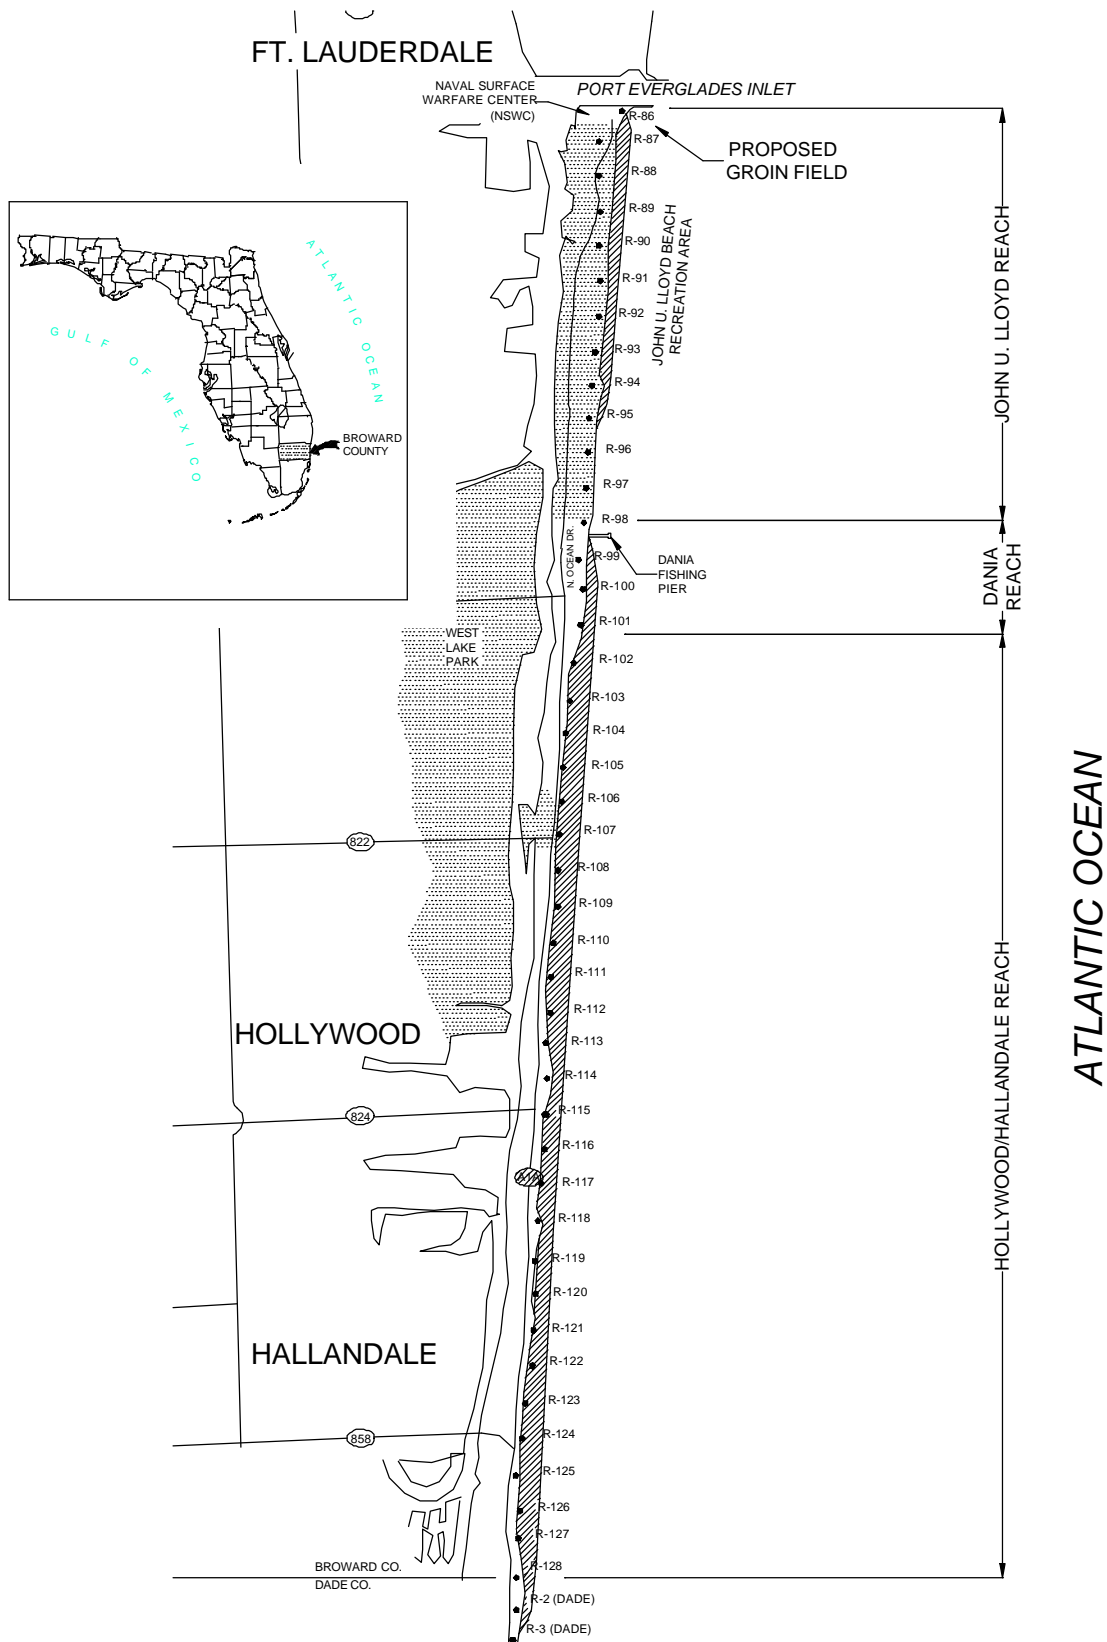 FT. LAUDERDALE
NAVAL SURFACE
WARFARE CENTER
(NSWC)
PORT EVERGLADES INLET
R-86
R-87
PROPOSED
GROIN FIELD
R-88
R-89
R-90
R-91
R-92
R-93
R-94
R-95
R-96
R-97
R-98
JOHN U. LLOYD BEACH
RECREATION AREA
JOHN U. LLOYD REACH
ATLANTIC OCEAN
GULF OF MEXICO
BROWARD
COUNTY
N. OCEAN DR.
R-99
R-100
R-101
DANIA
FISHING
PIER
DANIA
REACH
WEST
LAKE
PARK
R-102
R-103
R-104
R-105
R-106
R-107
822
R-108
R-109
R-110
R-111
R-112
HOLLYWOOD
R-113
R-114
824
R-115
R-116
A1A
R-117
R-118
R-119
R-120
R-121
HALLANDALE
R-122
R-123
858
R-124
R-125
R-126
R-127
BROWARD CO.
R-128
DADE CO.
R-2 (DADE)
R-3 (DADE)
HOLLYWOOD/HALLANDALE REACH
ATLANTIC OCEAN